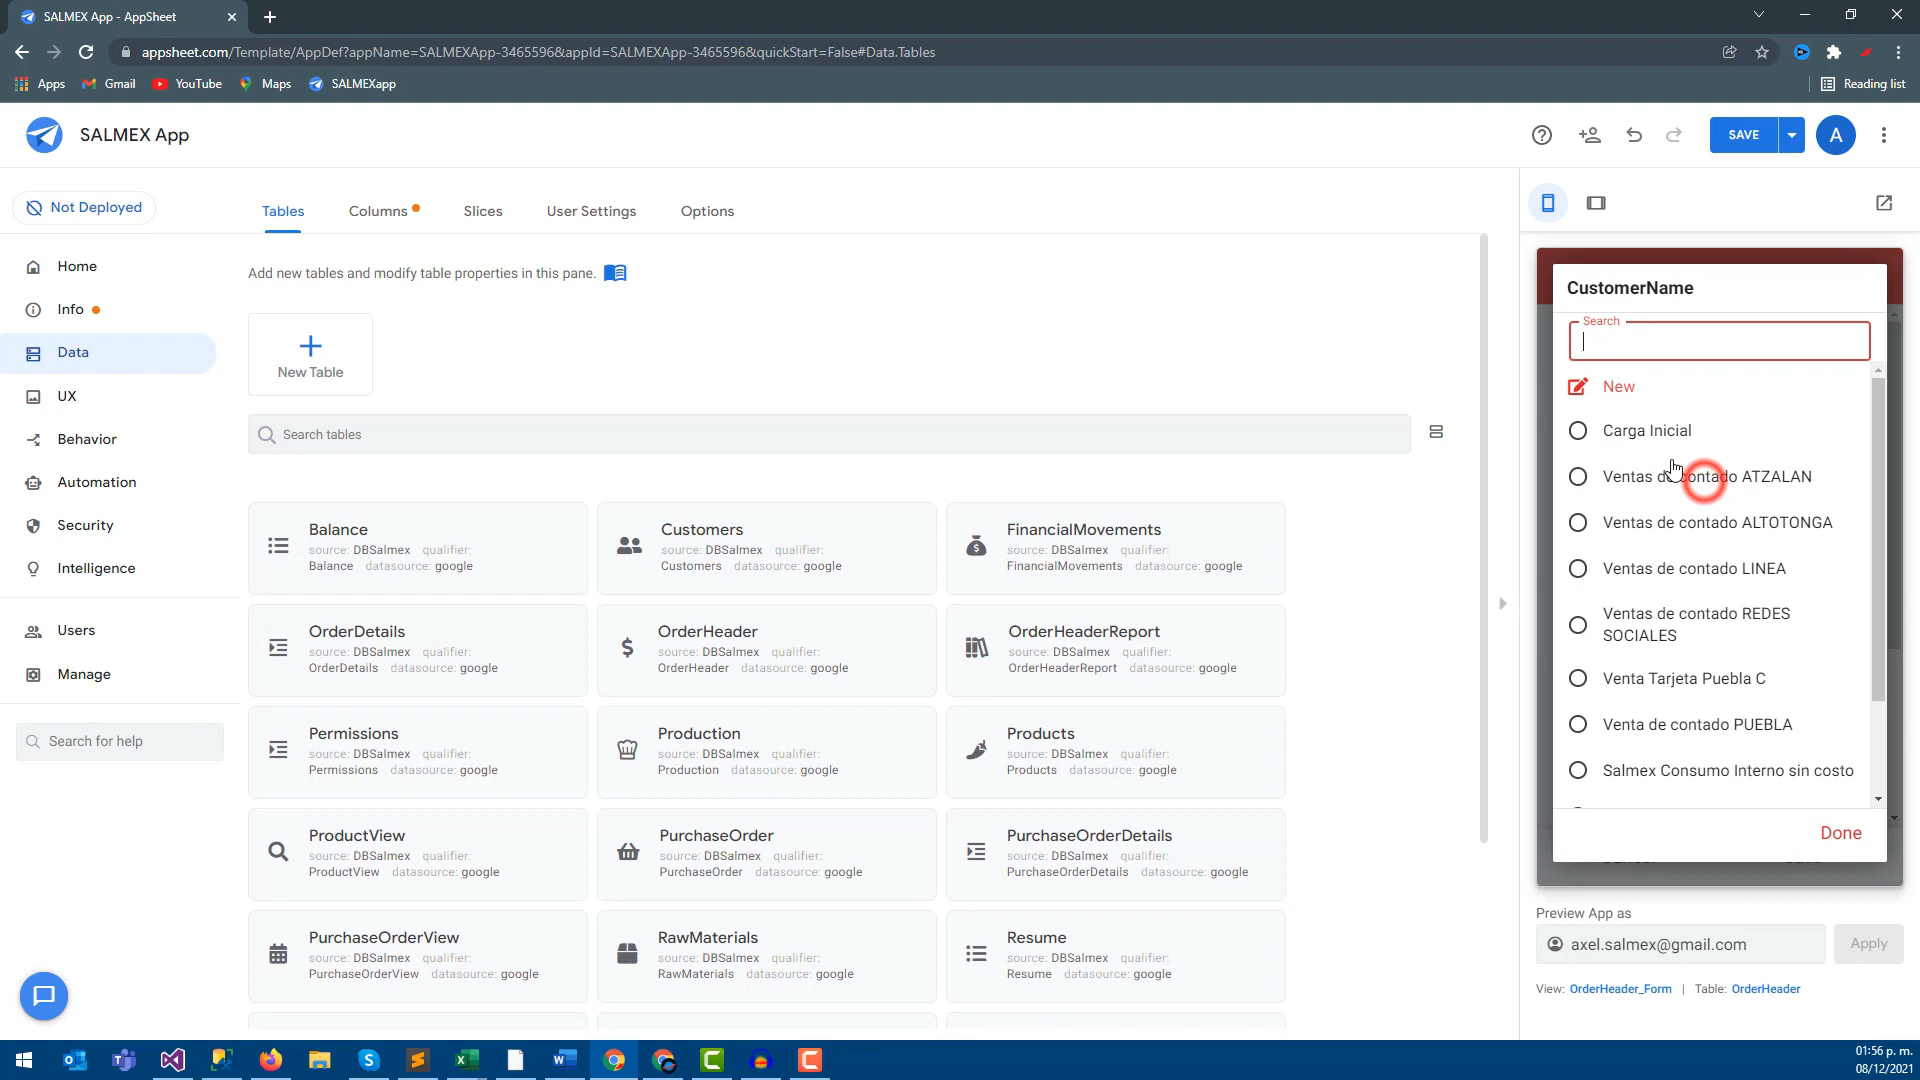 SALMEX App - AppSheet
appsheet.com/Template/AppDef?appName=SALMEXApp-3465596&appId=SALMEXApp-3465596&quickStart=False#Data.Tables
Apps Gmail YouTube Maps SALMEXapp Reading list
SALMEX App
SAVE
A
Not Deployed
Tables Columns Slices User Settings Options
Home
Info
Data
UX
Behavior
Automation
Security
Intelligence
Users
Manage
Search for help
Add new tables and modify table properties in this pane.
New Table
Search tables
Balance
source: DBSalmex qualifier:
Balance datasource: google
Customers
source: DBSalmex qualifier:
Customers datasource: google
FinancialMovements
source: DBSalmex qualifier:
FinancialMovements datasource: google
OrderDetails
source: DBSalmex qualifier:
OrderDetails datasource: google
OrderHeader
source: DBSalmex qualifier:
OrderHeader datasource: google
OrderHeaderReport
source: DBSalmex qualifier:
OrderHeaderReport datasource: google
Permissions
source: DBSalmex qualifier:
Permissions datasource: google
Production
source: DBSalmex qualifier:
Production datasource: google
Products
source: DBSalmex qualifier:
Products datasource: google
ProductView
source: DBSalmex qualifier:
ProductView datasource: google
PurchaseOrder
source: DBSalmex qualifier:
PurchaseOrder datasource: google
PurchaseOrderDetails
source: DBSalmex qualifier:
PurchaseOrderDetails datasource: google
PurchaseOrderView
source: DBSalmex qualifier:
PurchaseOrderView datasource: google
RawMaterials
source: DBSalmex qualifier:
RawMaterials datasource: google
Resume
source: DBSalmex qualifier:
Resume datasource: google
CustomerName
Search
New
Carga Inicial
Ventas de contado ATZALAN
Ventas de contado ALTOTONGA
Ventas de contado LINEA
Ventas de contado REDES
SOCIALES
Venta Tarjeta Puebla C
Venta de contado PUEBLA
Salmex Consumo Interno sin costo
Done
Preview App as
axel.salmex@gmail.com
Apply
View: OrderHeader_Form | Table: OrderHeader
01:56 p. m.
08/12/2021